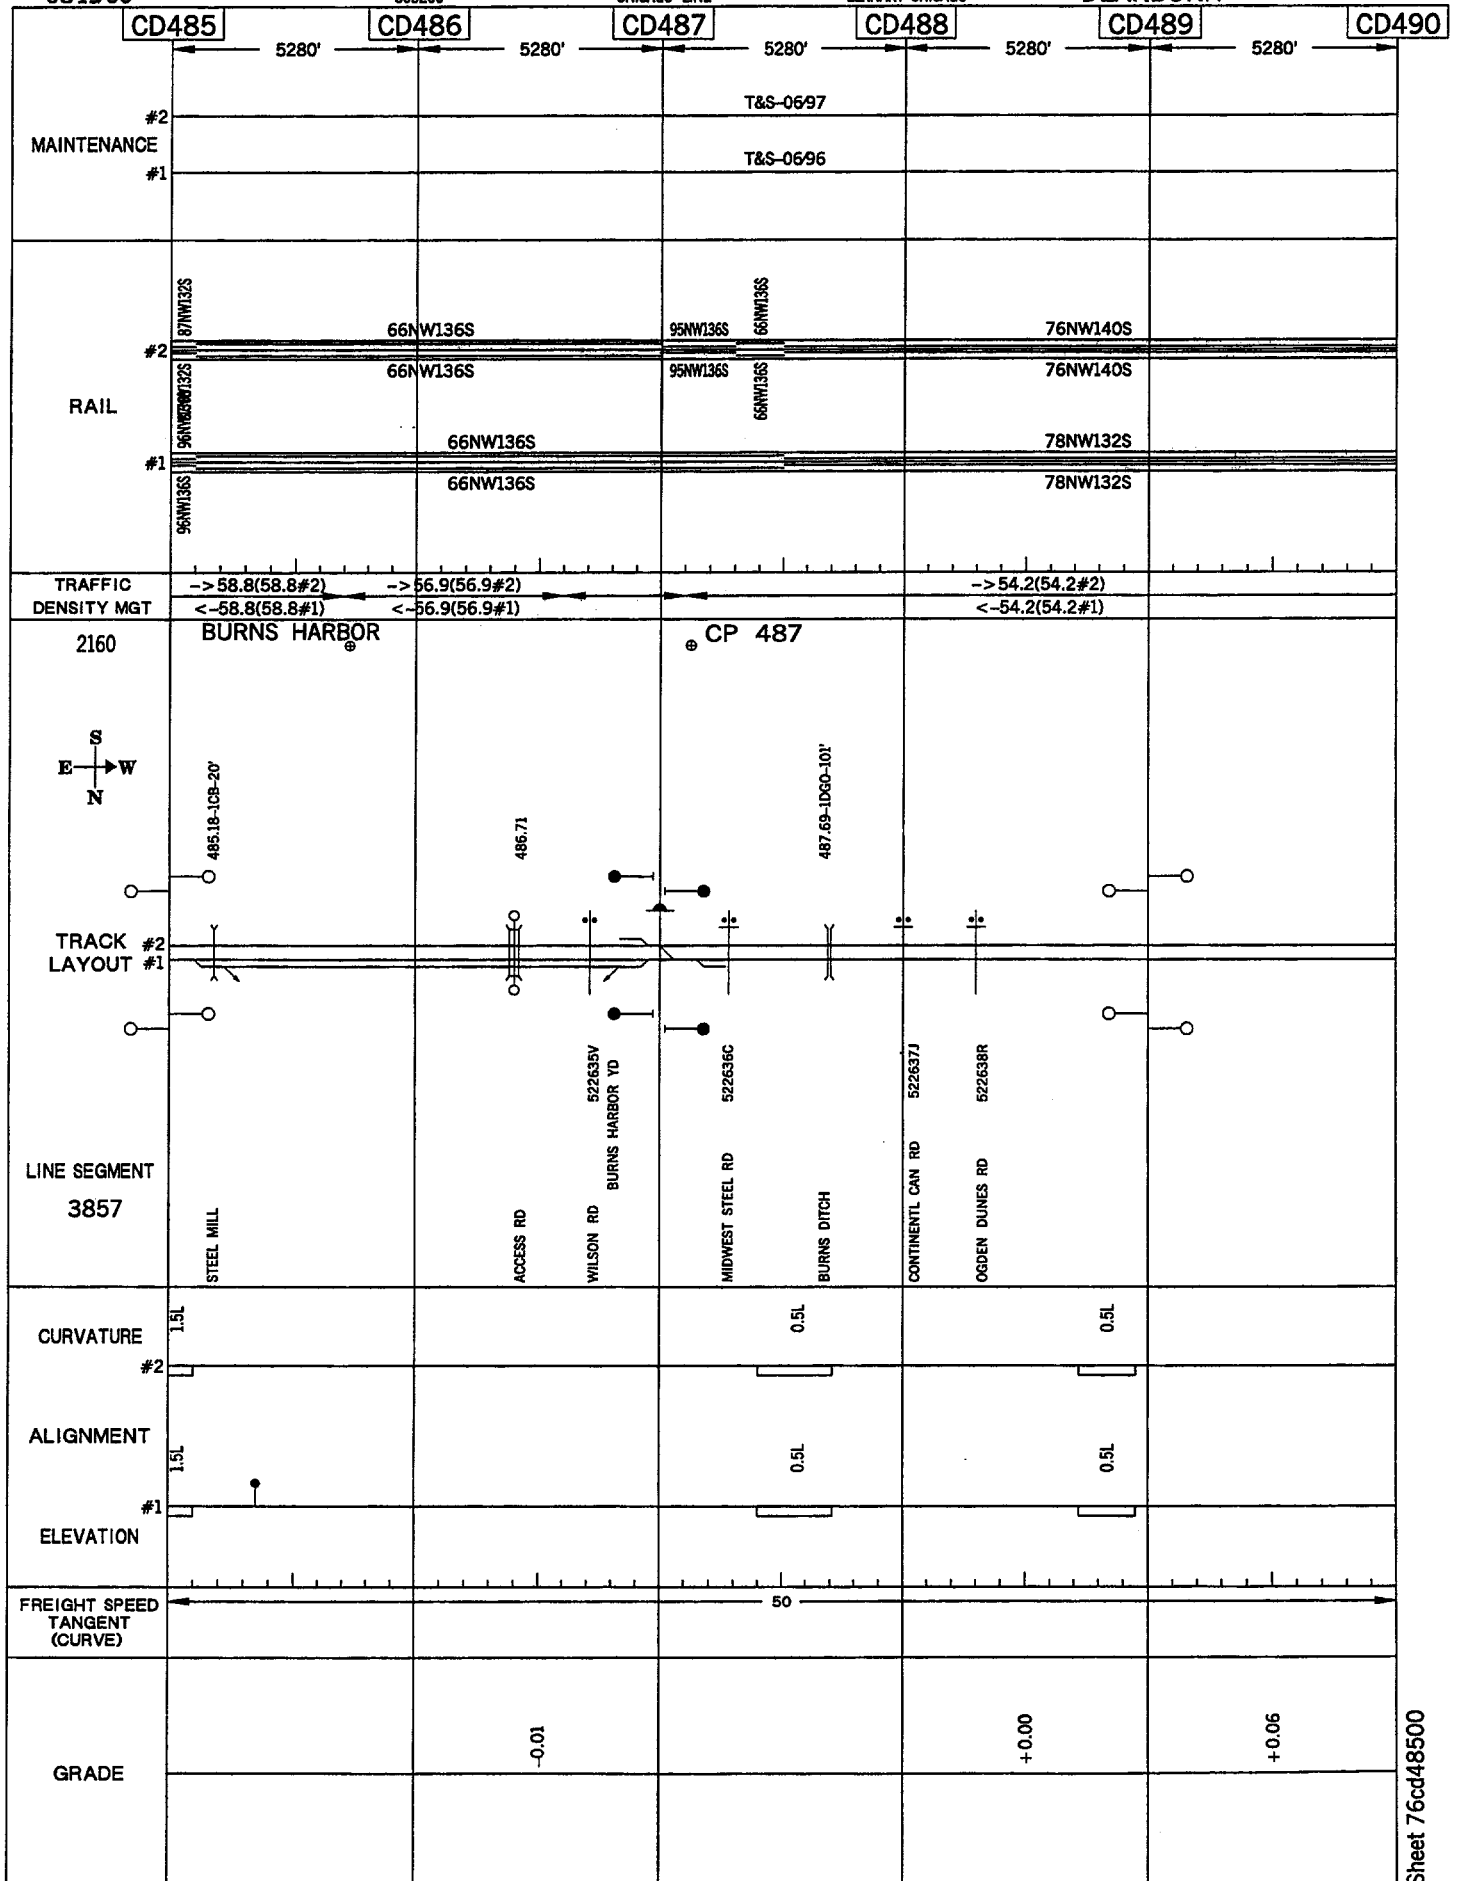 CD485 CD486 CD487 CD488 CD489 CD490
5280' 5280' 5280' 5280' 5280'
MAINTENANCE
#2 T&S-06/97
#1 T&S-06/96
RAIL
87NW132S 66NW136S 95NW136S 66NW136S 76NW140S
#2
66NW136S 95NW136S 66NW136S 76NW140S
66NW136S 78NW132S
#1
96NW136S 66NW136S 78NW132S
TRAFFIC
DENSITY MGT
->58.8(58.8#2) ->56.9(56.9#2) ->54.2(54.2#2)
<-58.8(58.8#1) <-56.9(56.9#1) <-54.2(54.2#1)
2160
BURNS HARBOR CP 487
S
E W
N
485.18-1CB-20'
486.71
487.69-1DGO-101'
TRACK #2
LAYOUT #1
522635V
BURNS HARBOR YD
522636C
522637J
522638R
LINE SEGMENT
3857
STEEL MILL
ACCESS RD
WILSON RD
MIDWEST STEEL RD
BURNS DITCH
CONTINENTL CAN RD
OGDEN DUNES RD
CURVATURE
1.5L 0.5L 0.5L
#2
ALIGNMENT
1.5L 0.5L 0.5L
#1
ELEVATION
FREIGHT SPEED
TANGENT
(CURVE)
50
GRADE
-0.01 +0.00 +0.06
Sheet 76cd48500